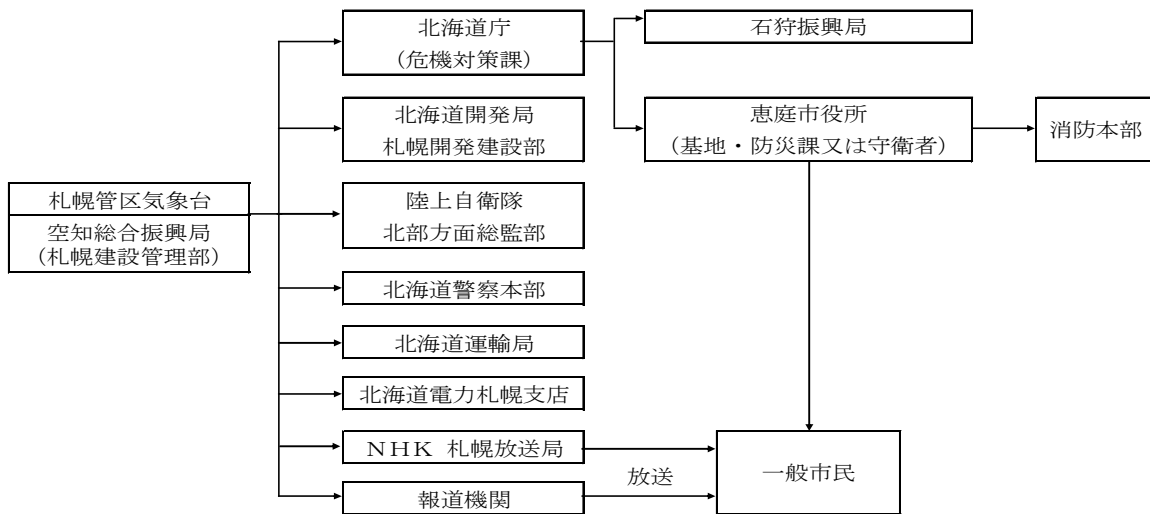 北海道庁
（危機対策課）
石狩振興局
北海道開発局
札幌開発建設部
恵庭市役所
（基地・防災課又は守衛者）
消防本部
札幌管区気象台
空知総合振興局
（札幌建設管理部）
陸上自衛隊
北部方面総監部
北海道警察本部
北海道運輸局
北海道電力札幌支店
NHK 札幌放送局
放送
一般市民
報道機関